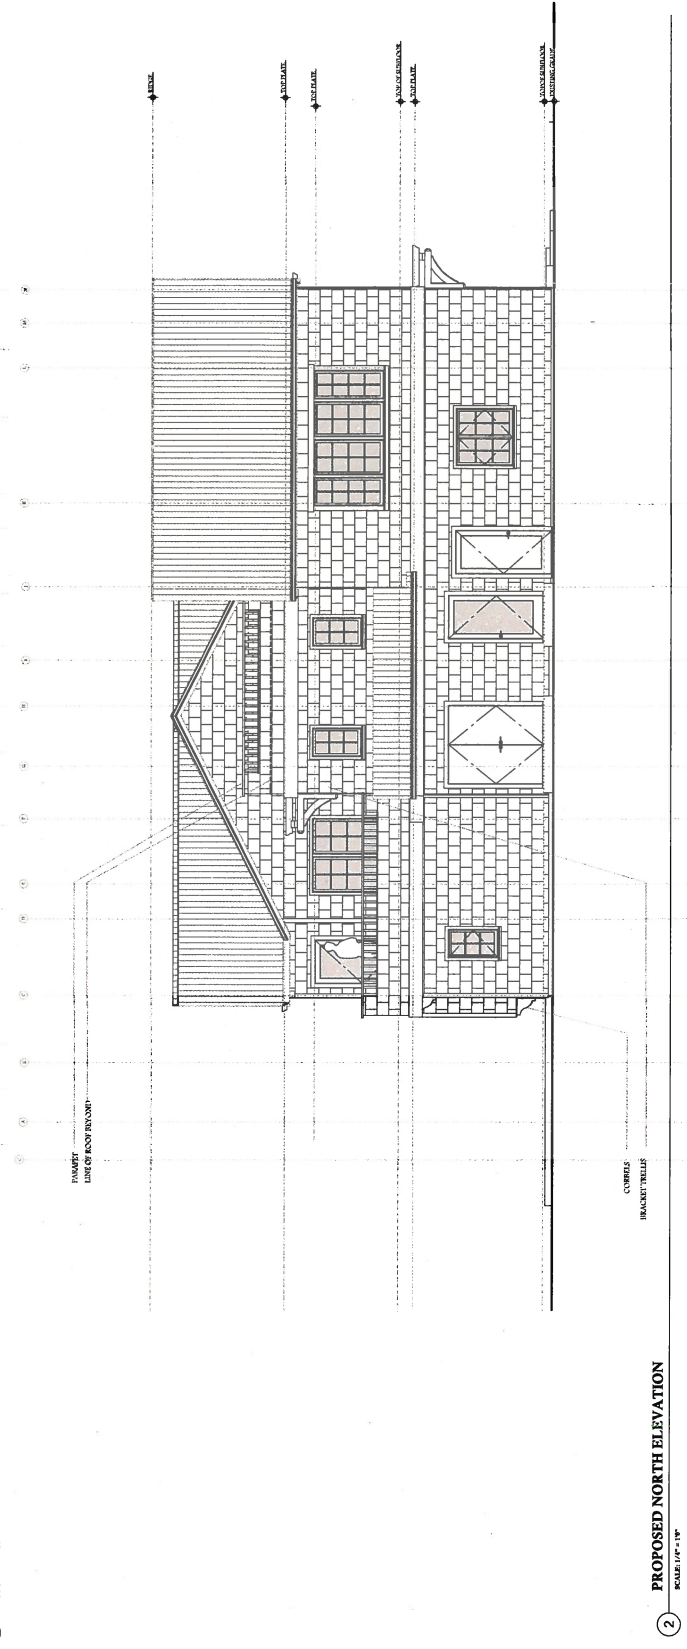 RIDGE
TOP PLATE
TOP PLATE
TOP OF SUBFLOOR
TOP PLATE
TOP OF SUBFLOOR
EXISTING GRADE
PARAPET
LINE OF ROOF BEYOND
CORBELS
BRACKET TRELLIS
2
PROPOSED NORTH ELEVATION
SCALE: 1/4" = 1'0"